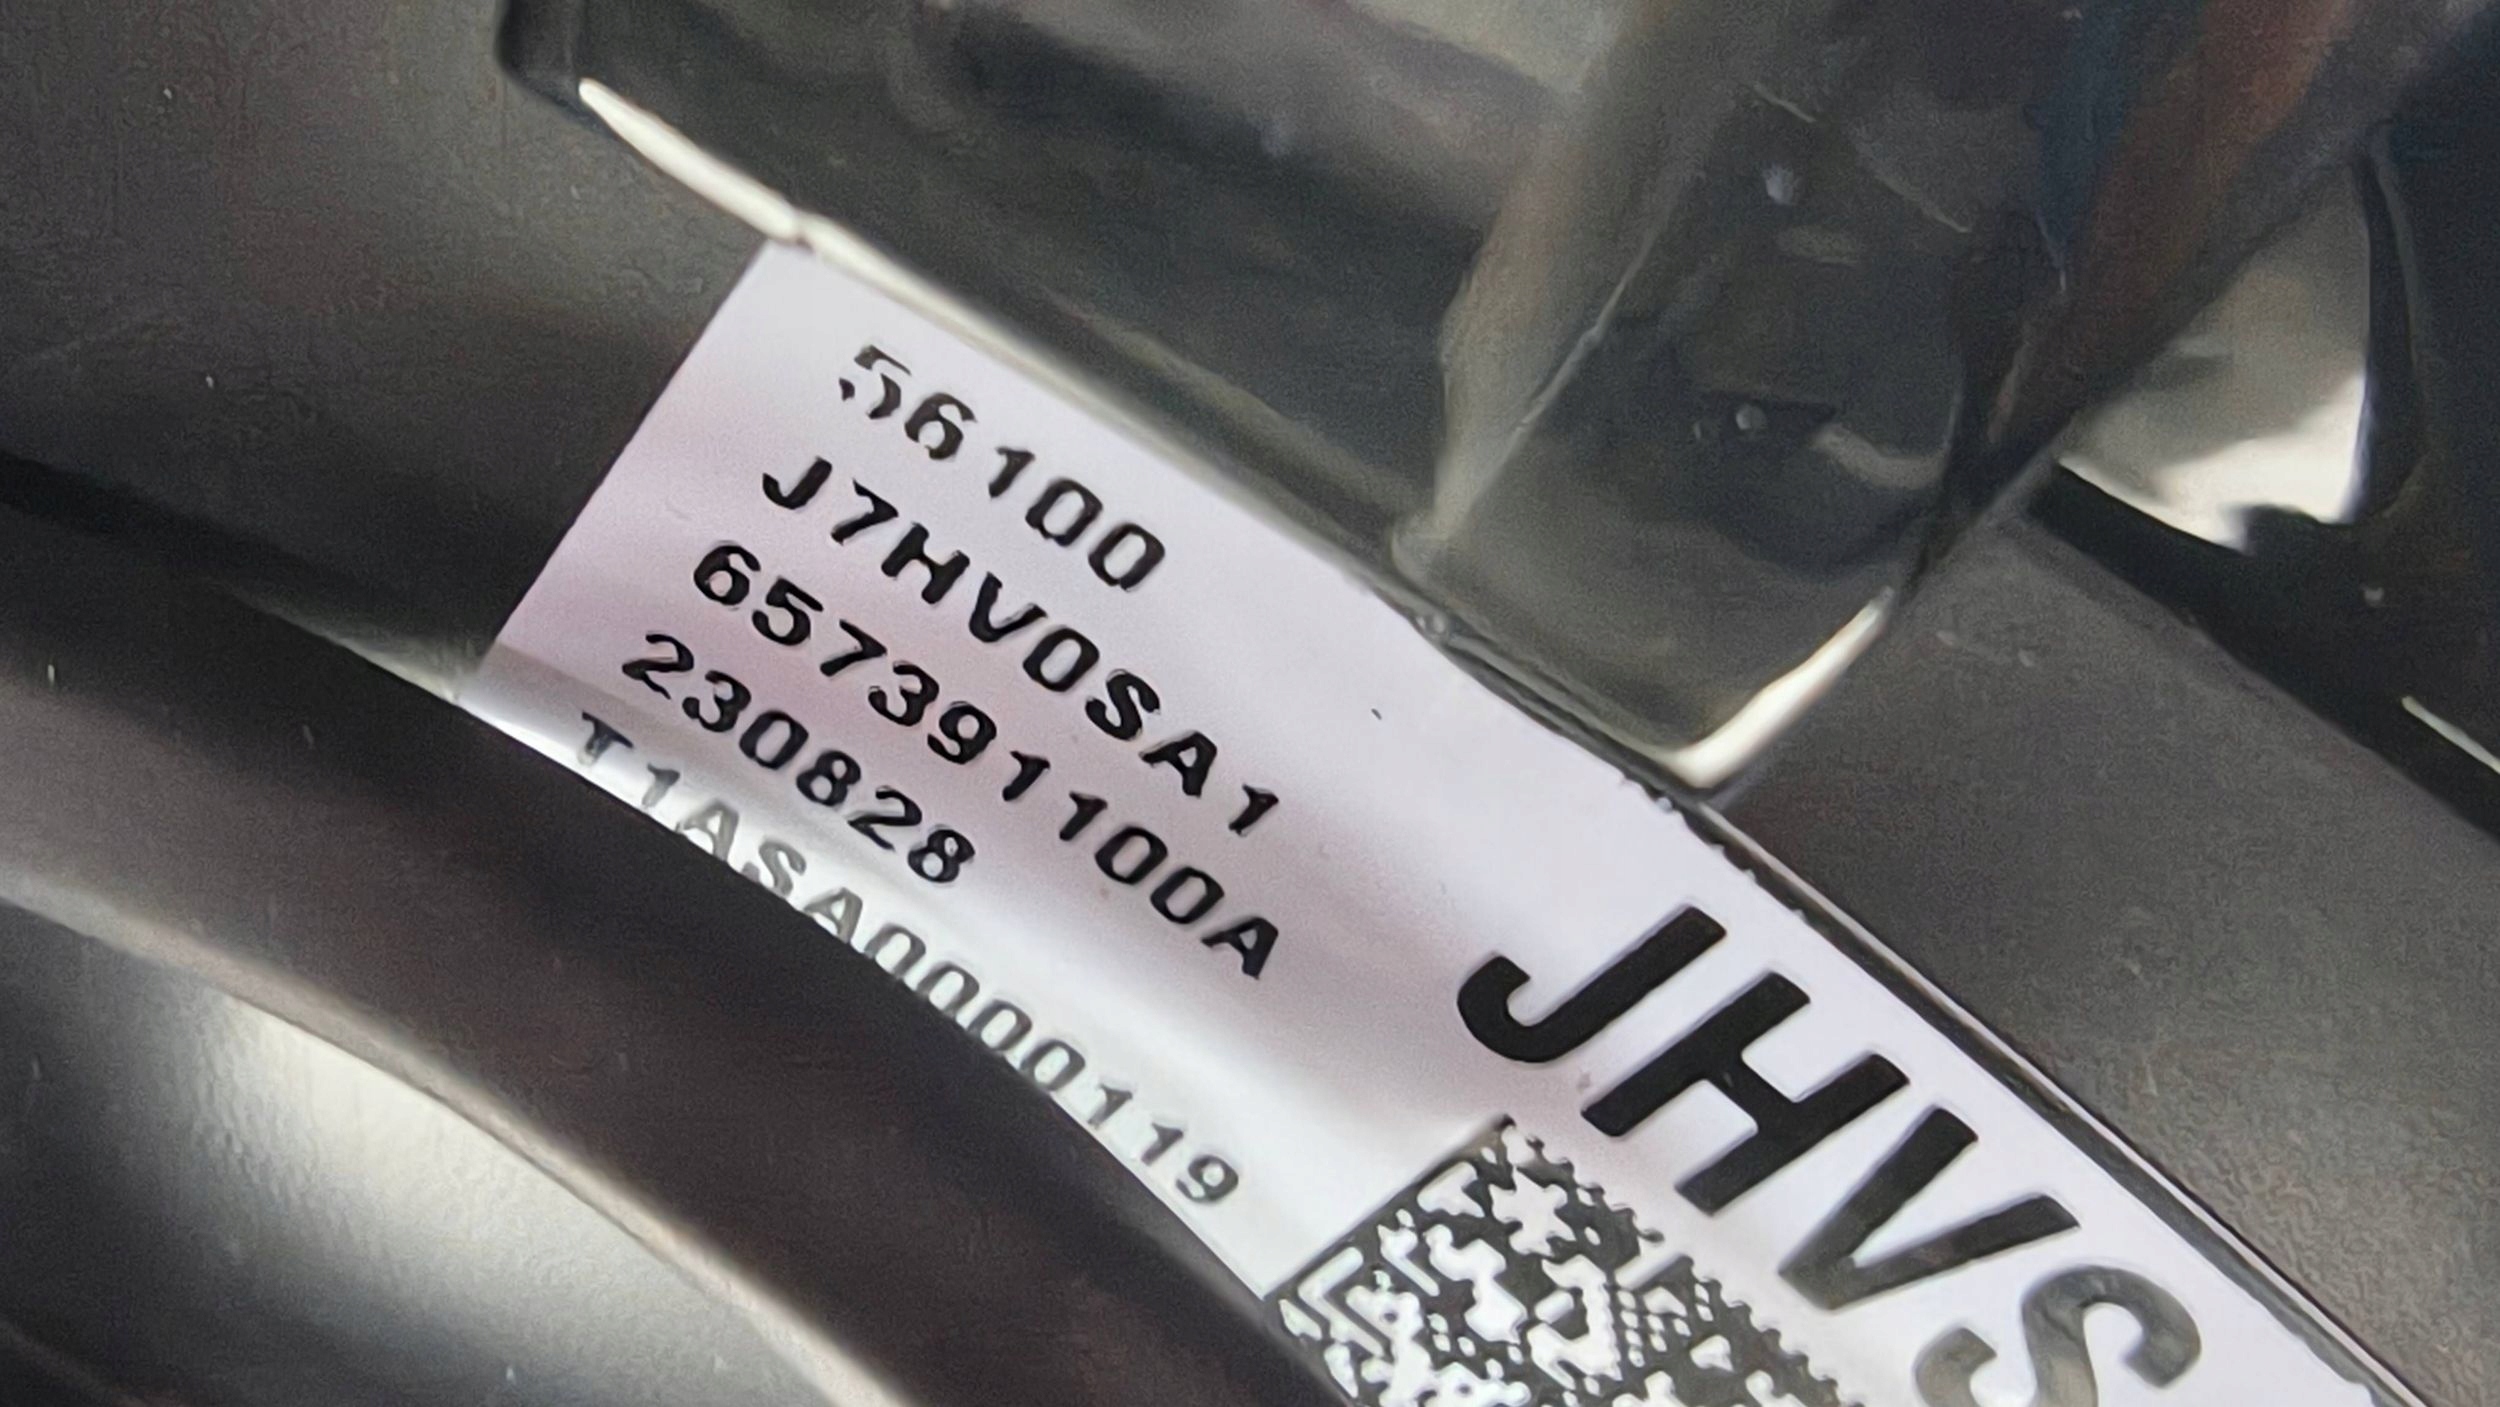 56100
J7HV0SA1
657391100A
230828
T1ASA0000119
JHVS